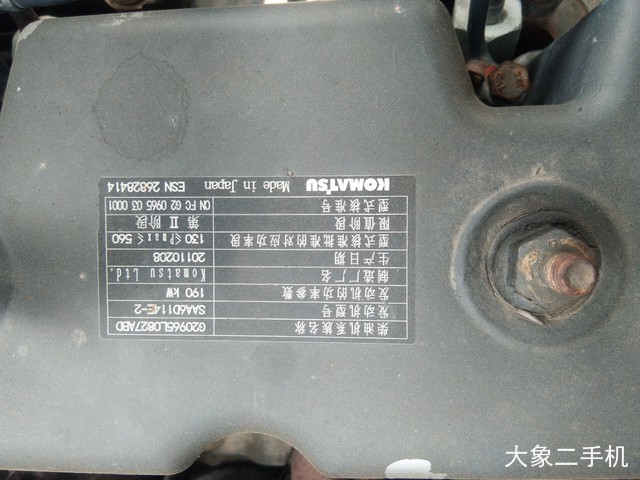 柴油机系族名称 G20965L0827ABD
发动机型号 SAA6D114E-2
发动机的功率参数 190 kW
制造厂名 Komatsu Ltd.
生产日期 20110208
型式核准批准的对应功率段 130≤Pmax≤560
限值阶段 第Ⅱ阶段
型式核准号 CN FC G2 0965 03 0001
KOMATSU Made in Japan ESN 26828414
大象二手机